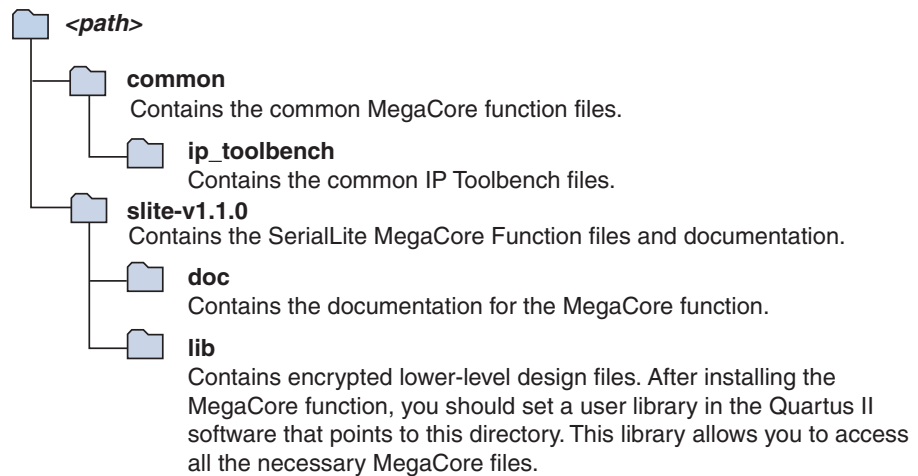 <path>
common
Contains the common MegaCore function files.
ip_toolbench
Contains the common IP Toolbench files.
slite-v1.1.0
Contains the SerialLite MegaCore Function files and documentation.
doc
Contains the documentation for the MegaCore function.
lib
Contains encrypted lower-level design files. After installing the
MegaCore function, you should set a user library in the Quartus II
software that points to this directory. This library allows you to access
all the necessary MegaCore files.